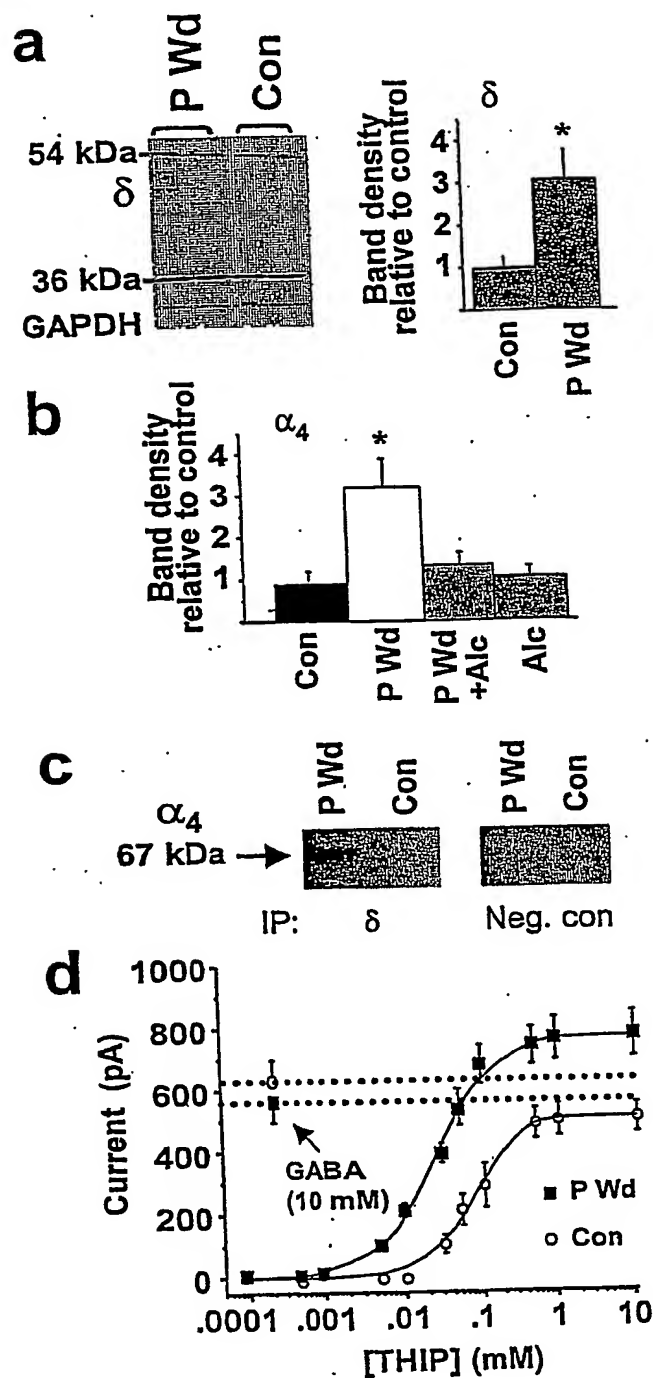 a
P Wd
Con
54 kDa
δ
36 kDa
GAPDH
δ
Band density
relative to control
4
3
2
1
*
Con
P Wd
b
α4
Band density
relative to control
4
3
2
1
*
Con
P Wd
P Wd
+Alc
Alc
c
P Wd
Con
P Wd
Con
α4
67 kDa
IP: δ
Neg. con
d
Current (pA)
1000
800
600
400
200
0
GABA
(10 mM)
P Wd
Con
.0001 .001 .01 .1 1 10
[THIP] (mM)